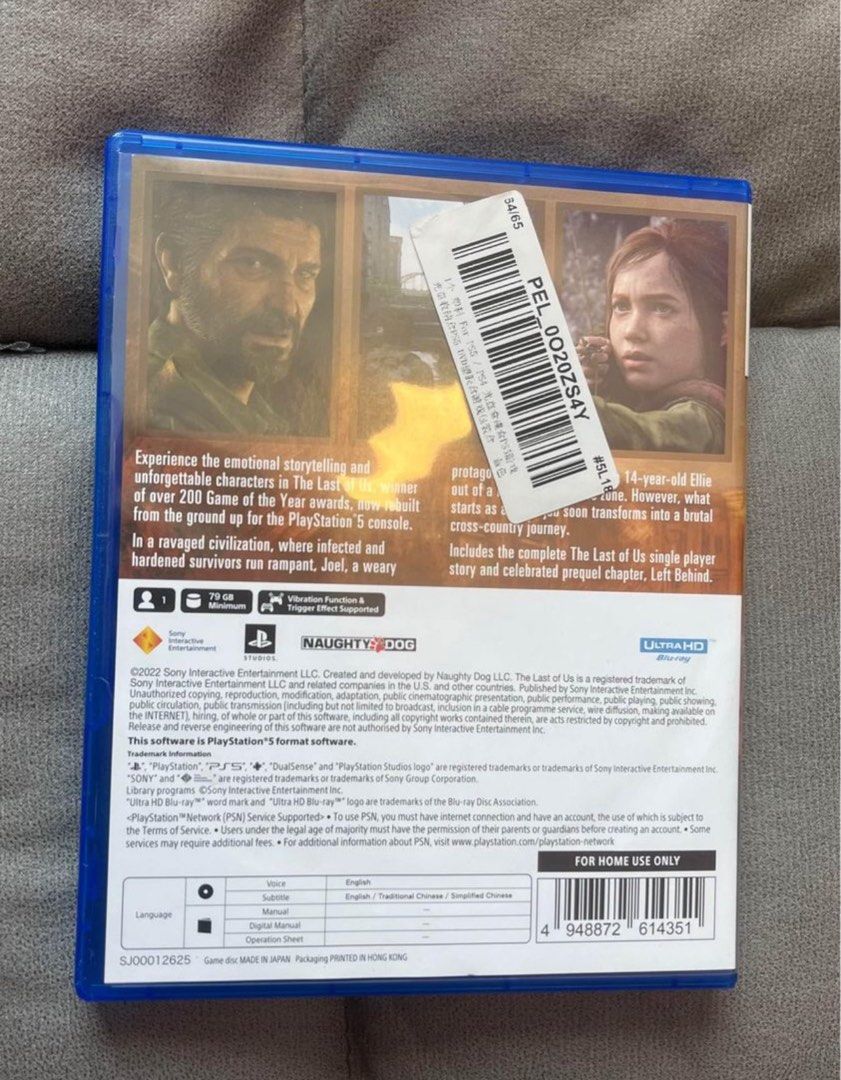 64/65
PEL_0O20ZS4Y
#5L18
Experience the emotional storytelling and
unforgettable characters in The Last of Us, winner
of over 200 Game of the Year awards, now rebuilt
from the ground up for the PlayStation®5 console.
In a ravaged civilization, where infected and
hardened survivors run rampant, Joel, a weary
protago 14-year-old Ellie
out of a zone. However, what
starts as soon transforms into a brutal
cross-country journey.
Includes the complete The Last of Us single player
story and celebrated prequel chapter, Left Behind.
1
79 GB
Minimum
Vibration Function &
Trigger Effect Supported
Sony
Interactive
Entertainment
STUDIOS
NAUGHTY DOG
ULTRA HD
Blu-ray
©2022 Sony Interactive Entertainment LLC. Created and developed by Naughty Dog LLC. The Last of Us is a registered trademark of
Sony Interactive Entertainment LLC and related companies in the U.S. and other countries. Published by Sony Interactive Entertainment Inc.
Unauthorized copying, reproduction, modification, adaptation, public cinematographic presentation, public performance, public playing, public showing,
public circulation, public transmission (including but not limited to broadcast, inclusion in a cable programme service, wire diffusion, making available on
the INTERNET), hiring, of whole or part of this software, including all copyright works contained therein, are acts restricted by copyright and prohibited.
Release and reverse engineering of this software are not authorised by Sony Interactive Entertainment Inc.
This software is PlayStation®5 format software.
Trademark Information
"PlayStation", "PS5", "DualSense" and "PlayStation Studios logo" are registered trademarks or trademarks of Sony Interactive Entertainment Inc.
"SONY" and " " are registered trademarks or trademarks of Sony Group Corporation.
Library programs ©Sony Interactive Entertainment Inc.
"Ultra HD Blu-ray™" word mark and "Ultra HD Blu-ray™" logo are trademarks of the Blu-ray Disc Association.
<PlayStation™Network (PSN) Service Supported> • To use PSN, you must have internet connection and have an account, the use of which is subject to
the Terms of Service. • Users under the legal age of majority must have the permission of their parents or guardians before creating an account. • Some
services may require additional fees. • For additional information about PSN, visit www.playstation.com/playstation-network
FOR HOME USE ONLY
Language
Voice English
Subtitle English / Traditional Chinese / Simplified Chinese
Manual —
Digital Manual —
Operation Sheet —
4 948872 614351
SJ00012625 Game disc MADE IN JAPAN Packaging PRINTED IN HONG KONG